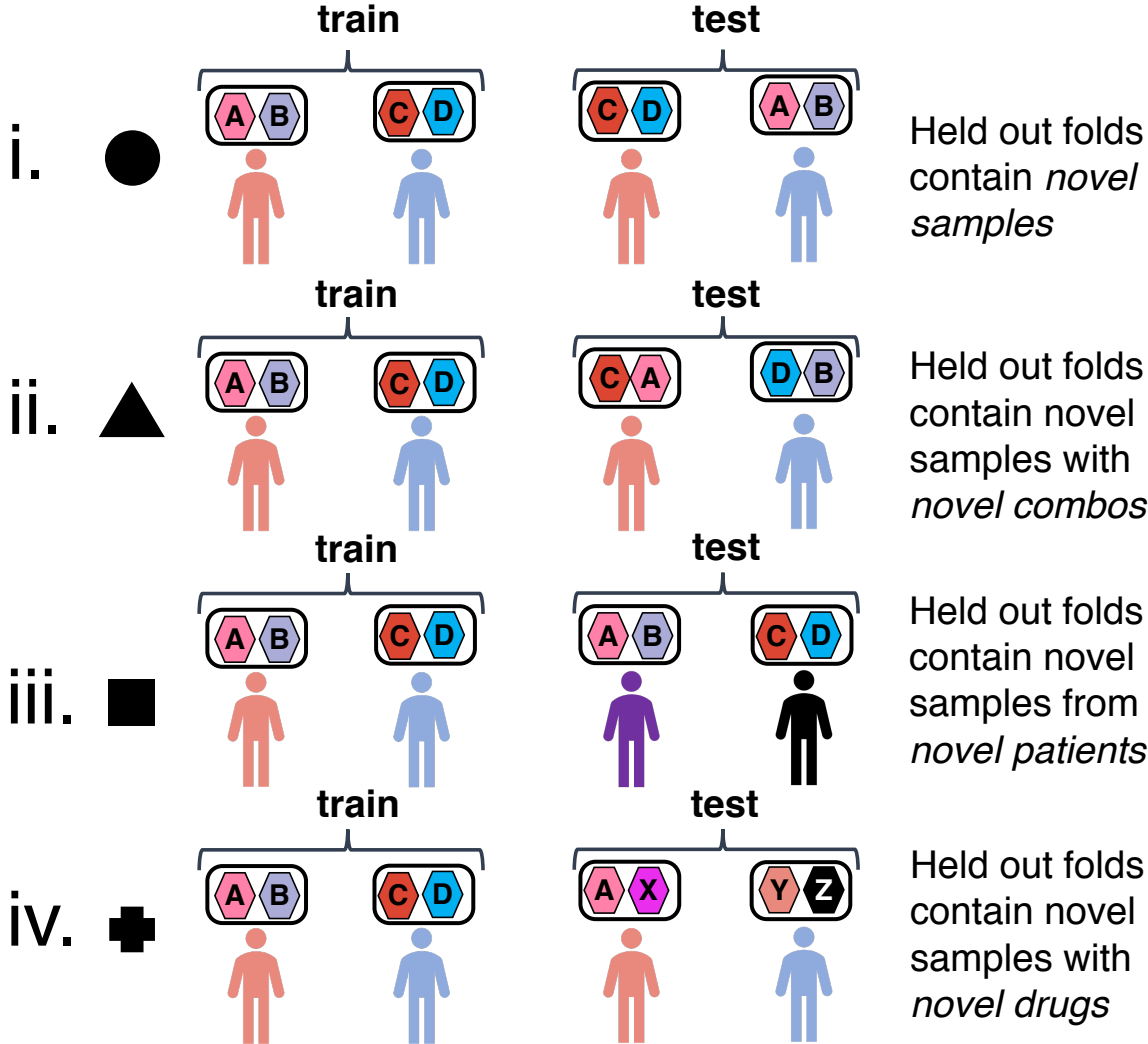 train test
A B C D C D A B
i.
Held out folds
contain novel
samples
train test
A B C D C A D B
ii.
Held out folds
contain novel
samples with
novel combos
train test
A B C D A B C D
iii.
Held out folds
contain novel
samples from
novel patients
train test
A B C D A X Y Z
iv.
Held out folds
contain novel
samples with
novel drugs